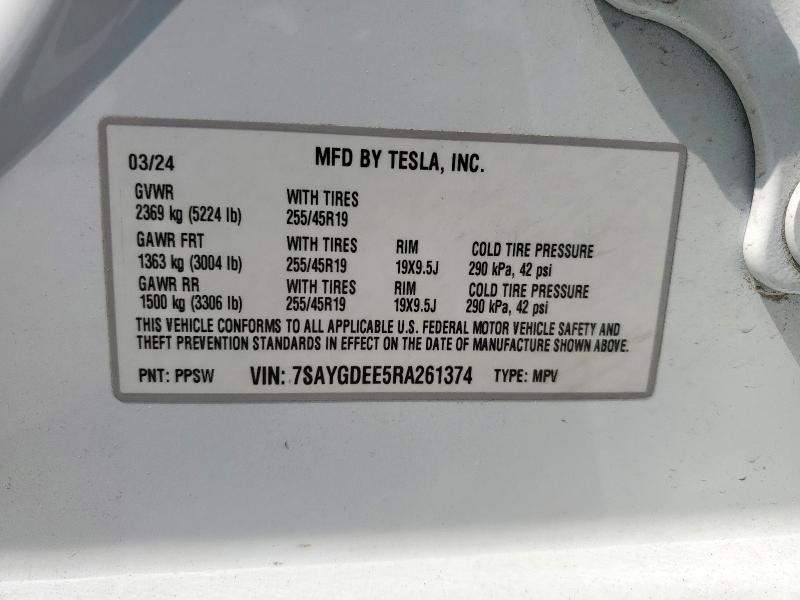 03/24 MFD BY TESLA, INC.
GVWR WITH TIRES
2369 kg (5224 lb) 255/45R19
GAWR FRT WITH TIRES RIM COLD TIRE PRESSURE
1363 kg (3004 lb) 255/45R19 19X9.5J 290 kPa, 42 psi
GAWR RR WITH TIRES RIM COLD TIRE PRESSURE
1500 kg (3306 lb) 255/45R19 19X9.5J 290 kPa, 42 psi
THIS VEHICLE CONFORMS TO ALL APPLICABLE U.S. FEDERAL MOTOR VEHICLE SAFETY AND
THEFT PREVENTION STANDARDS IN EFFECT ON THE DATE OF MANUFACTURE SHOWN ABOVE.
PNT: PPSW VIN: 7SAYGDEE5RA261374 TYPE: MPV